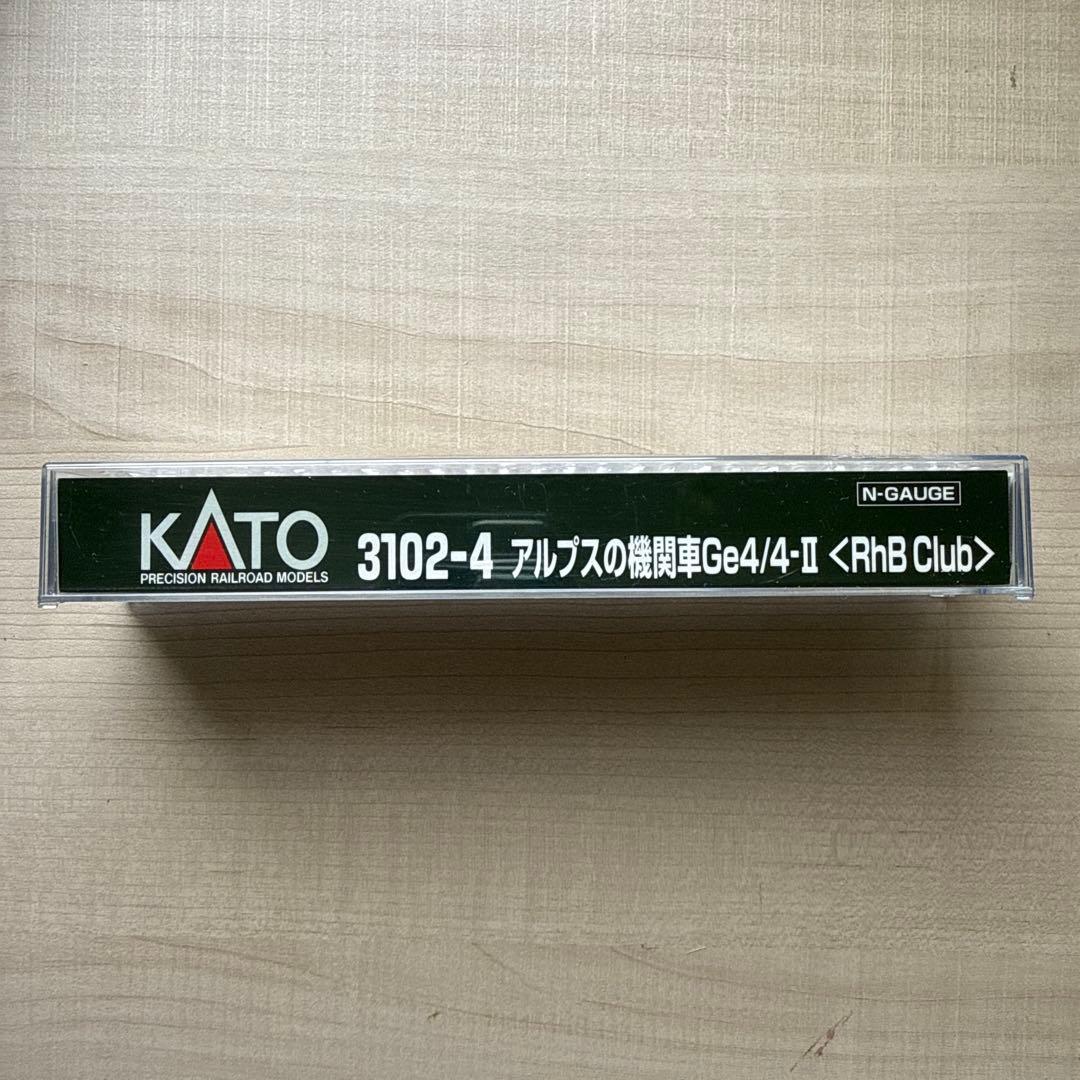 N-GAUGE
KATO
PRECISION RAILROAD MODELS
3102-4 アルプスの機関車Ge4/4-II <RhB Club>